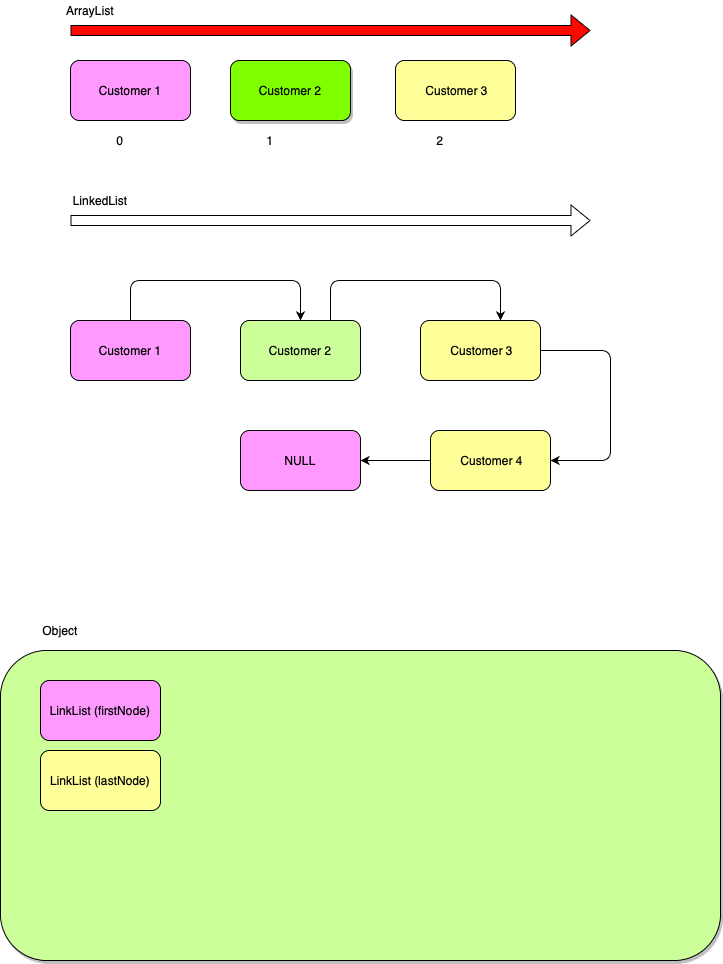 ArrayList
Customer 1
Customer 2
Customer 3
0
1
2
LinkedList
Customer 1
Customer 2
Customer 3
NULL
Customer 4
Object
LinkList (firstNode)
LinkList (lastNode)